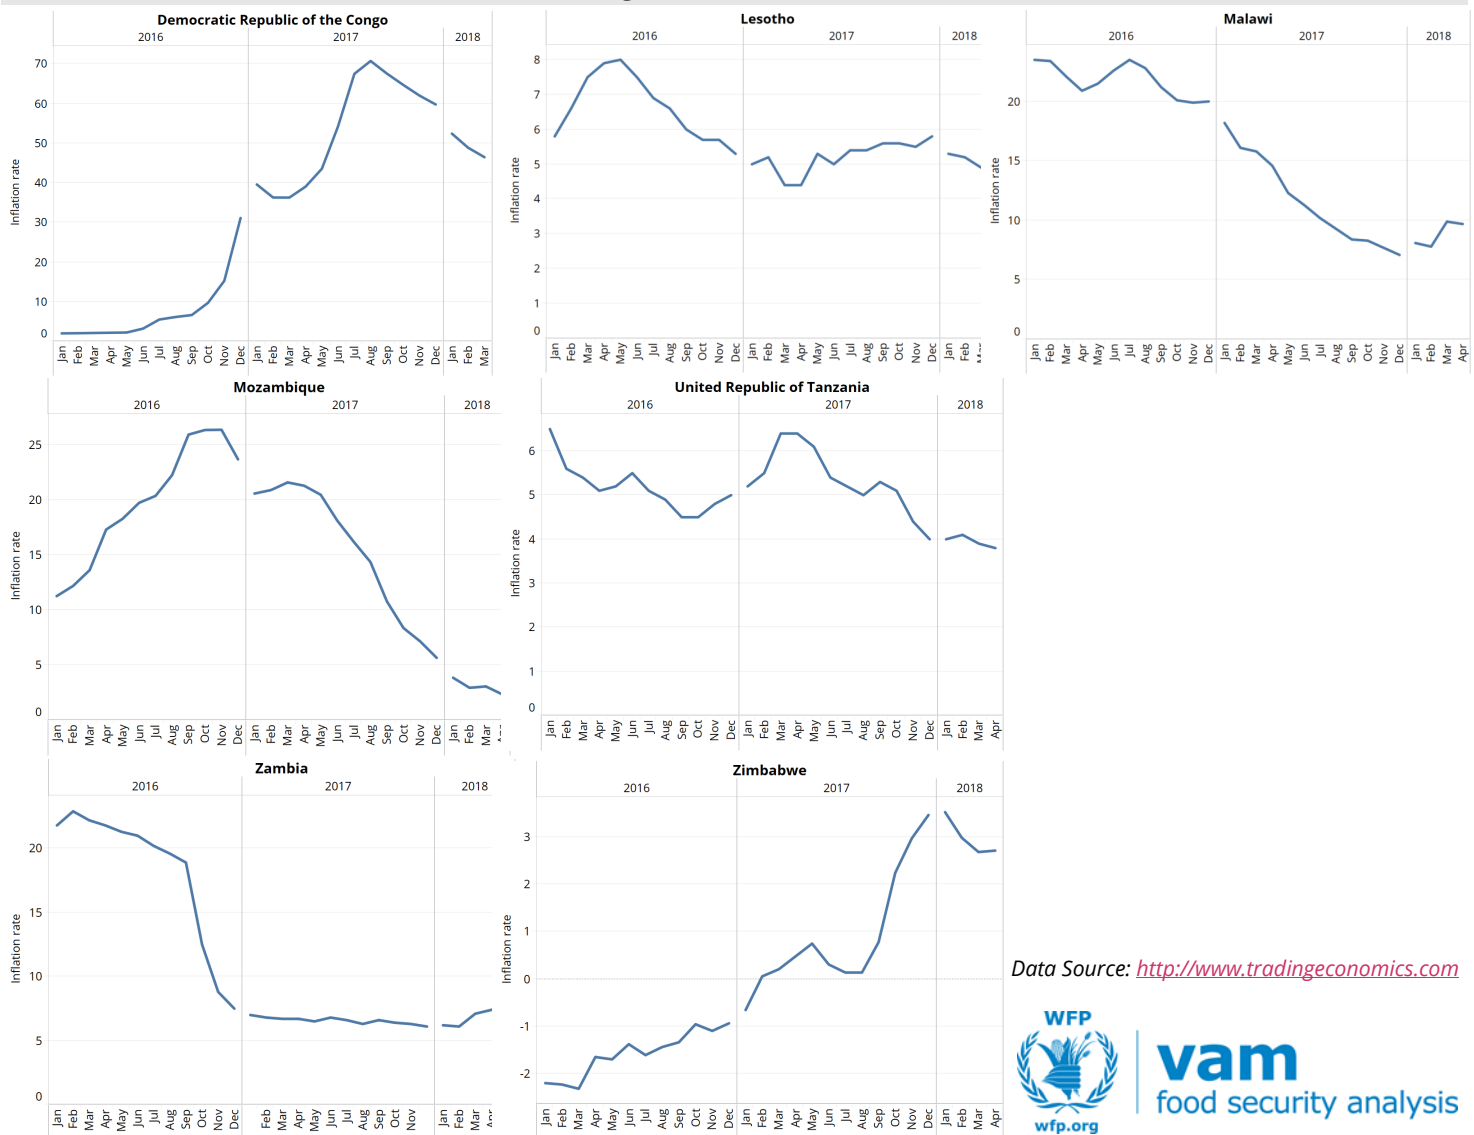 Democratic Republic of the Congo
2016 2017 2018
Inflation rate
70
60
50
40
30
20
10
0
Jan Feb Mar Apr May Jun Jul Aug Sep Oct Nov Dec Jan Feb Mar Apr May Jun Jul Aug Sep Oct Nov Dec Jan Feb Mar
Lesotho
2016 2017 2018
Inflation rate
8
7
6
5
4
3
2
1
0
Jan Feb Mar Apr May Jun Jul Aug Sep Oct Nov Dec Jan Feb Mar Apr May Jun Jul Aug Sep Oct Nov Dec Jan Feb
Malawi
2016 2017 2018
Inflation rate
20
15
10
5
0
Jan Feb Mar Apr May Jun Jul Aug Sep Oct Nov Dec Jan Feb Mar Apr May Jun Jul Aug Sep Oct Nov Dec Jan Feb Mar Apr
Mozambique
2016 2017 2018
Inflation rate
25
20
15
10
5
0
Jan Feb Mar Apr May Jun Jul Aug Sep Oct Nov Dec Jan Feb Mar Apr May Jun Jul Aug Sep Oct Nov Dec Jan Feb Mar
United Republic of Tanzania
2016 2017 2018
Inflation rate
6
5
4
3
2
1
0
Jan Feb Mar Apr May Jun Jul Aug Sep Oct Nov Dec Jan Feb Mar Apr May Jun Jul Aug Sep Oct Nov Dec Jan Feb Mar Apr
Zambia
2016 2017 2018
Inflation rate
20
15
10
5
0
Jan Feb Mar Apr May Jun Jul Aug Sep Oct Nov Dec Feb Mar Apr May Jun Jul Aug Sep Oct Nov Jan Feb Mar
Zimbabwe
2016 2017 2018
Inflation rate
3
2
1
0
-1
-2
Jan Feb Mar Apr May Jun Jul Aug Sep Oct Nov Dec Jan Feb Mar Apr May Jun Jul Aug Sep Oct Nov Dec Jan Feb Mar Apr
Data Source: http://www.tradingeconomics.com
WFP
wfp.org
vam
food security analysis